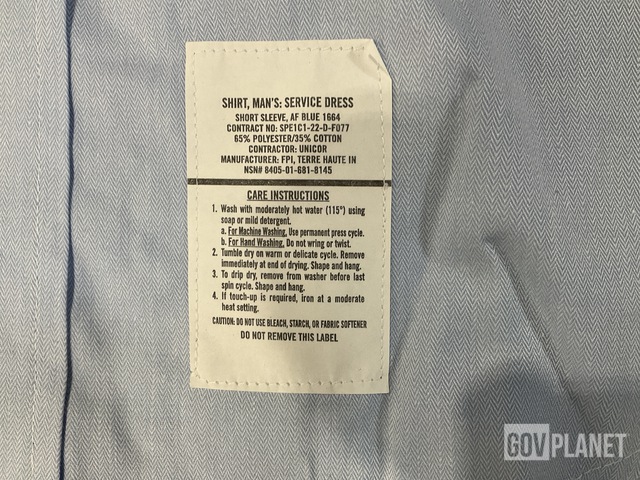 SHIRT, MAN'S: SERVICE DRESS
SHORT SLEEVE, AF BLUE 1664
CONTRACT NO: SPE1C1-22-D-F077
65% POLYESTER/35% COTTON
CONTRACTOR: UNICOR
MANUFACTURER: FPI, TERRE HAUTE IN
NSN# 8405-01-681-8145
CARE INSTRUCTIONS
1. Wash with moderately hot water (115°) using
soap or mild detergent.
a. For Machine Washing, Use permanent press cycle.
b. For Hand Washing, Do not wring or twist.
2. Tumble dry on warm or delicate cycle. Remove
immediately at end of drying. Shape and hang.
3. To drip dry, remove from washer before last
spin cycle. Shape and hang.
4. If touch-up is required, iron at a moderate
heat setting.
CAUTION: DO NOT USE BLEACH, STARCH, OR FABRIC SOFTENER
DO NOT REMOVE THIS LABEL
GOVPLANET